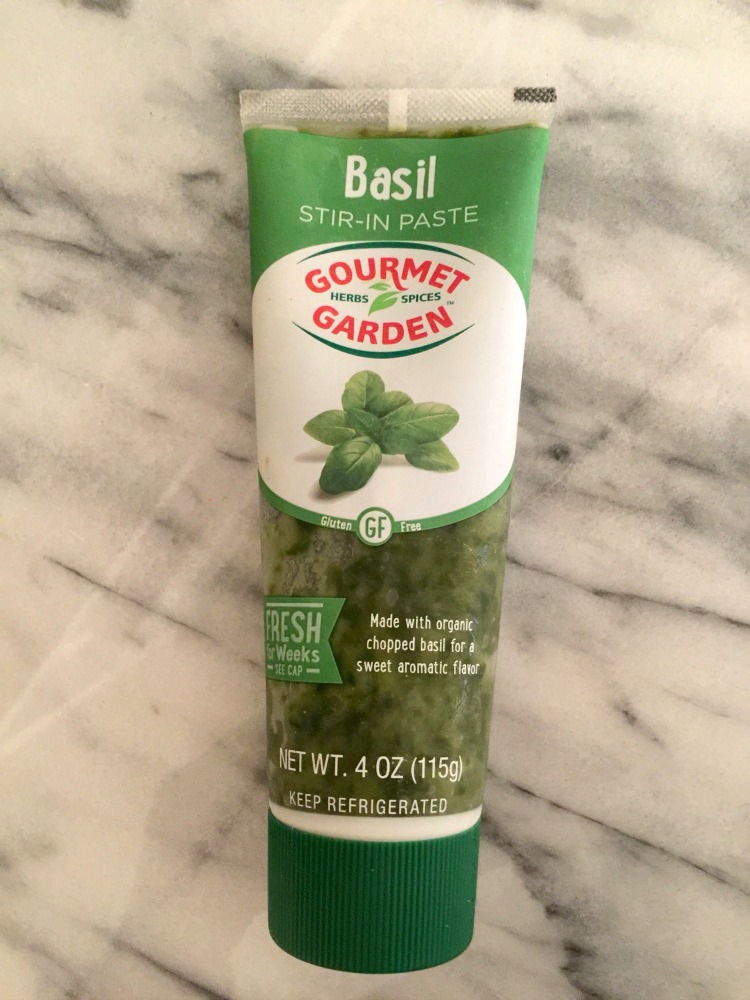 Basil
STIR-IN PASTE
GOURMET
HERBS SPICES ™
GARDEN
Gluten GF Free
FRESH
for Weeks
SEE CAP
Made with organic
chopped basil for a
sweet aromatic flavor
NET WT. 4 OZ (115g)
KEEP REFRIGERATED